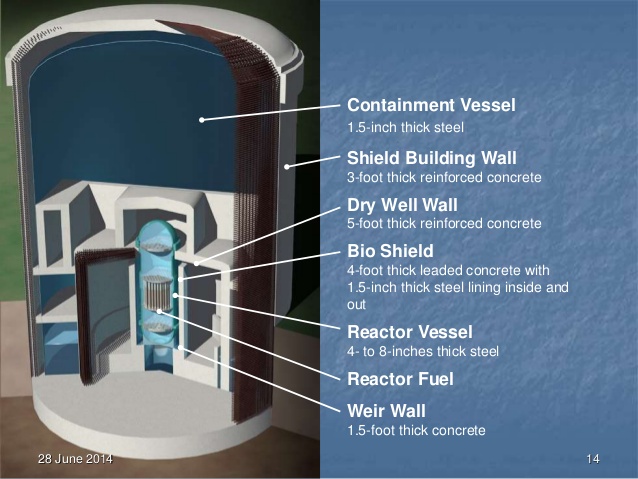 Containment Vessel
1.5-inch thick steel
Shield Building Wall
3-foot thick reinforced concrete
Dry Well Wall
5-foot thick reinforced concrete
Bio Shield
4-foot thick leaded concrete with
1.5-inch thick steel lining inside and
out
Reactor Vessel
4- to 8-inches thick steel
Reactor Fuel
Weir Wall
1.5-foot thick concrete
28 June 2014
14